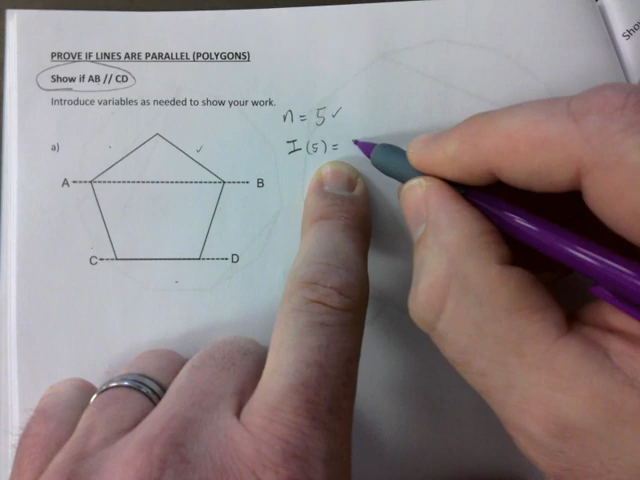 PROVE IF LINES ARE PARALLEL (POLYGONS)
Show if AB // CD
Introduce variables as needed to show your work.
n = 5 ✓
a)
I(5) =
A
B
C
D